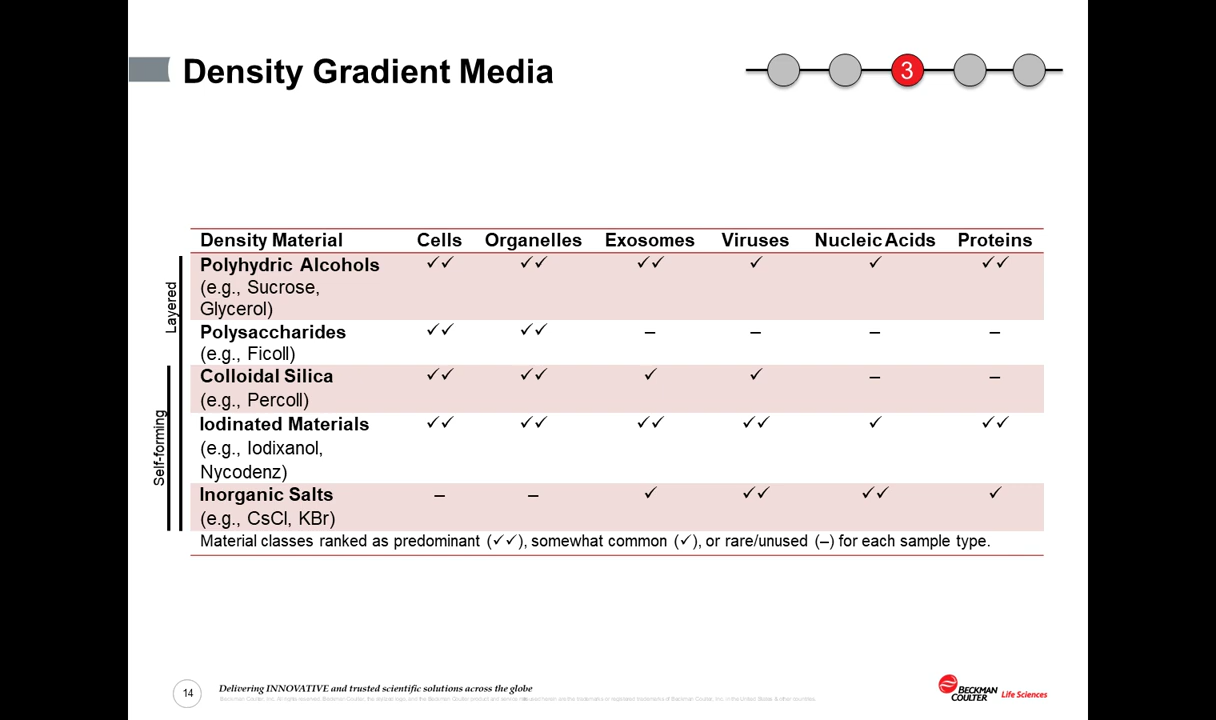 Density Gradient Media
3
Density Material Cells Organelles Exosomes Viruses Nucleic Acids Proteins
Layered
Self-forming
Polyhydric Alcohols ✓✓ ✓✓ ✓✓ ✓ ✓ ✓✓
(e.g., Sucrose,
Glycerol)
Polysaccharides ✓✓ ✓✓ – – – –
(e.g., Ficoll)
Colloidal Silica ✓✓ ✓✓ ✓ ✓ – –
(e.g., Percoll)
Iodinated Materials ✓✓ ✓✓ ✓✓ ✓✓ ✓ ✓✓
(e.g., Iodixanol,
Nycodenz)
Inorganic Salts – – ✓ ✓✓ ✓✓ ✓
(e.g., CsCl, KBr)
Material classes ranked as predominant (✓✓), somewhat common (✓), or rare/unused (–) for each sample type.
14
Delivering INNOVATIVE and trusted scientific solutions across the globe
BECKMAN
COULTER Life Sciences